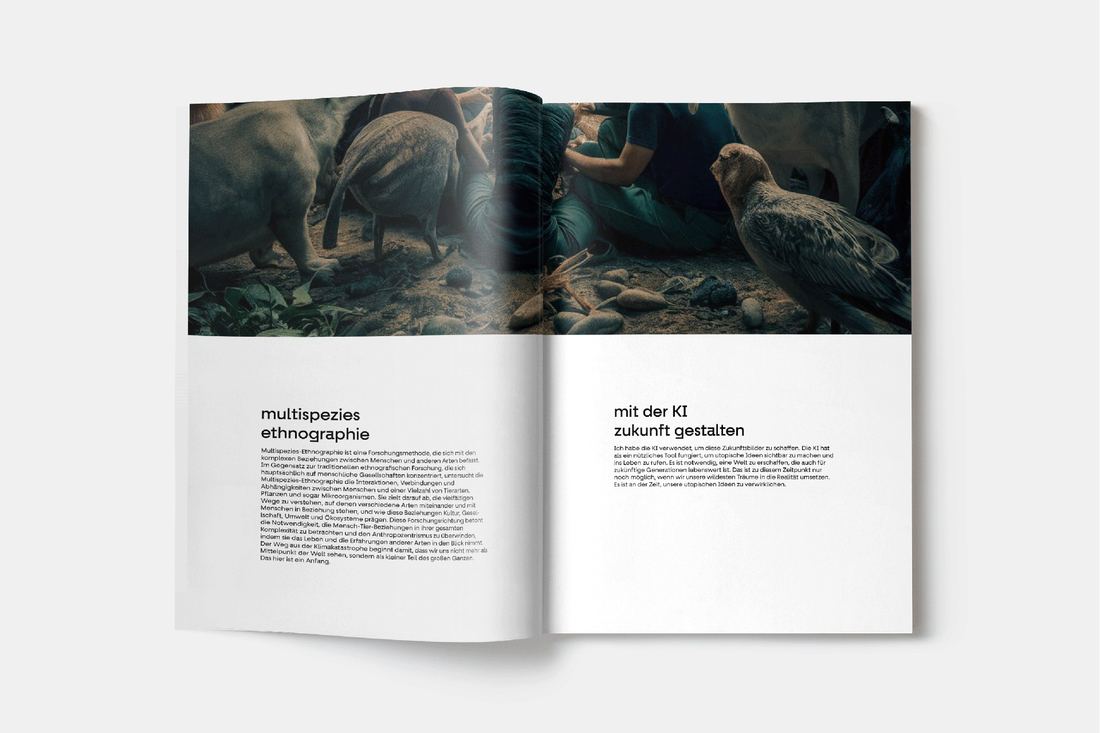 multispezies
ethnographie
Multispezies-Ethnographie ist eine Forschungsmethode, die sich mit den
komplexen Beziehungen zwischen Menschen und anderen Arten befasst.
Im Gegensatz zur traditionellen ethnografischen Forschung, die sich
hauptsächlich auf menschliche Gesellschaften konzentriert, untersucht die
Multispezies-Ethnographie die Interaktionen, Verbindungen und
Abhängigkeiten zwischen Menschen und einer Vielzahl von Tierarten,
Pflanzen und sogar Mikroorganismen. Sie zielt darauf ab, die vielfältigen
Wege zu verstehen, auf denen verschiedene Arten miteinander und mit
Menschen in Beziehung stehen, und wie diese Beziehungen Kultur, Gesel-
lschaft, Umwelt und Ökosysteme prägen. Diese Forschungsrichtung betont
die Notwendigkeit, die Mensch-Tier-Beziehungen in ihrer gesamten
Komplexität zu betrachten und den Anthropozentrismus zu überwinden,
indem sie das Leben und die Erfahrungen anderer Arten in den Blick nimmt.
Der Weg aus der Klimakatastrophe beginnt damit, dass wir uns nicht mehr als
Mittelpunkt der Welt sehen, sondern als kleiner Teil des großen Ganzen.
Das hier ist ein Anfang.
mit der KI
zukunft gestalten
Ich habe die KI verwendet, um diese Zukunftsbilder zu schaffen. Die KI hat
als ein nützliches Tool fungiert, um utopische Ideen sichtbar zu machen und
ins Leben zu rufen. Es ist notwendig, eine Welt zu erschaffen, die auch für
zukünftige Generationen lebenswert ist. Das ist zu diesem Zeitpunkt nur
noch möglich, wenn wir unsere wildesten Träume in die Realität umsetzen.
Es ist an der Zeit, unsere utopischen Ideen zu verwirklichen.